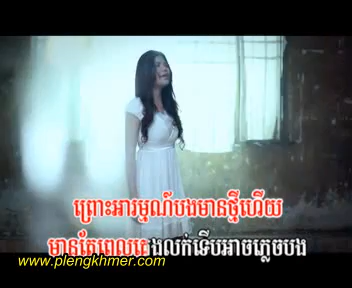 ព្រោះអារម្មណ៍បងមានថ្មីហើយ
មានតែពេលគេងលក់ទើបអាចភ្លេចបង
www.plengkhmer.com